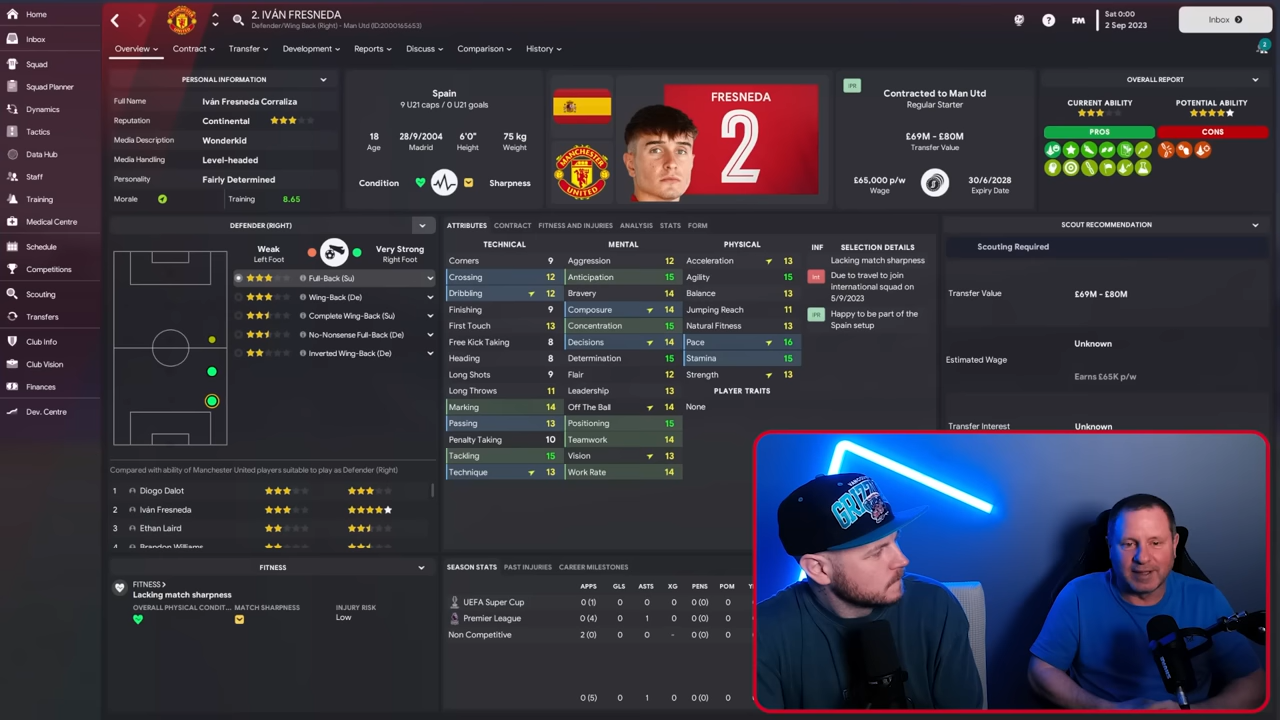 Home
Inbox
Squad
Squad Planner
Dynamics
Tactics
Data Hub
Staff
Training
Medical Centre
Schedule
Competitions
Scouting
Transfers
Club Info
Club Vision
Finances
Dev. Centre
2. IVÁN FRESNEDA
Defender/Wing Back (Right) - Man Utd (ID:2000165653)
FM
Sat 0:00
2 Sep 2023
Inbox
2
Overview
Contract
Transfer
Development
Reports
Discuss
Comparison
History
PERSONAL INFORMATION
Full Name Iván Fresneda Corraliza
Reputation Continental
Media Description Wonderkid
Media Handling Level-headed
Personality Fairly Determined
Morale Training 8.65
Spain
9 U21 caps / 0 U21 goals
18 28/9/2004 6'0" 75 kg
Age Madrid Height Weight
Condition Sharpness
FRESNEDA
2
IPR
Contracted to Man Utd
Regular Starter
£69M - £80M
Transfer Value
£65,000 p/w 30/6/2028
Wage Expiry Date
OVERALL REPORT
CURRENT ABILITY POTENTIAL ABILITY
PROS CONS
DEFENDER (RIGHT)
Weak Very Strong
Left Foot Right Foot
Full-Back (Su)
Wing-Back (De)
Complete Wing-Back (Su)
No-Nonsense Full-Back (De)
Inverted Wing-Back (De)
Compared with ability of Manchester United players suitable to play as Defender (Right)
1 Diogo Dalot
2 Iván Fresneda
3 Ethan Laird
4 Brandon Williams
FITNESS
FITNESS >
Lacking match sharpness
OVERALL PHYSICAL CONDIT... MATCH SHARPNESS INJURY RISK
Low
ATTRIBUTES CONTRACT FITNESS AND INJURIES ANALYSIS STATS FORM
TECHNICAL
Corners 9
Crossing 12
Dribbling 12
Finishing 9
First Touch 13
Free Kick Taking 8
Heading 8
Long Shots 9
Long Throws 11
Marking 14
Passing 13
Penalty Taking 10
Tackling 15
Technique 13
MENTAL
Aggression 12
Anticipation 15
Bravery 14
Composure 14
Concentration 15
Decisions 14
Determination 15
Flair 12
Leadership 13
Off The Ball 14
Positioning 15
Teamwork 14
Vision 13
Work Rate 14
PHYSICAL
Acceleration 13
Agility 15
Balance 13
Jumping Reach 11
Natural Fitness 13
Pace 16
Stamina 15
Strength 13
PLAYER TRAITS
None
INF SELECTION DETAILS
Lacking match sharpness
Int Due to travel to join
international squad on
5/9/2023
IPR Happy to be part of the
Spain setup
SCOUT RECOMMENDATION
Scouting Required
Transfer Value £69M - £80M
Unknown
Estimated Wage
Earns £65K p/w
Transfer Interest Unknown
SEASON STATS PAST INJURIES CAREER MILESTONES
APPS GLS ASTS XG PENS POM
UEFA Super Cup 0 (1) 0 0 0 0 (0) 0
Premier League 0 (4) 0 1 0 0 (0) 0
Non Competitive 2 (0) 0 0 - 0 (0) 0
0 (5) 0 1 0 0 (0) 0
GRIZZ